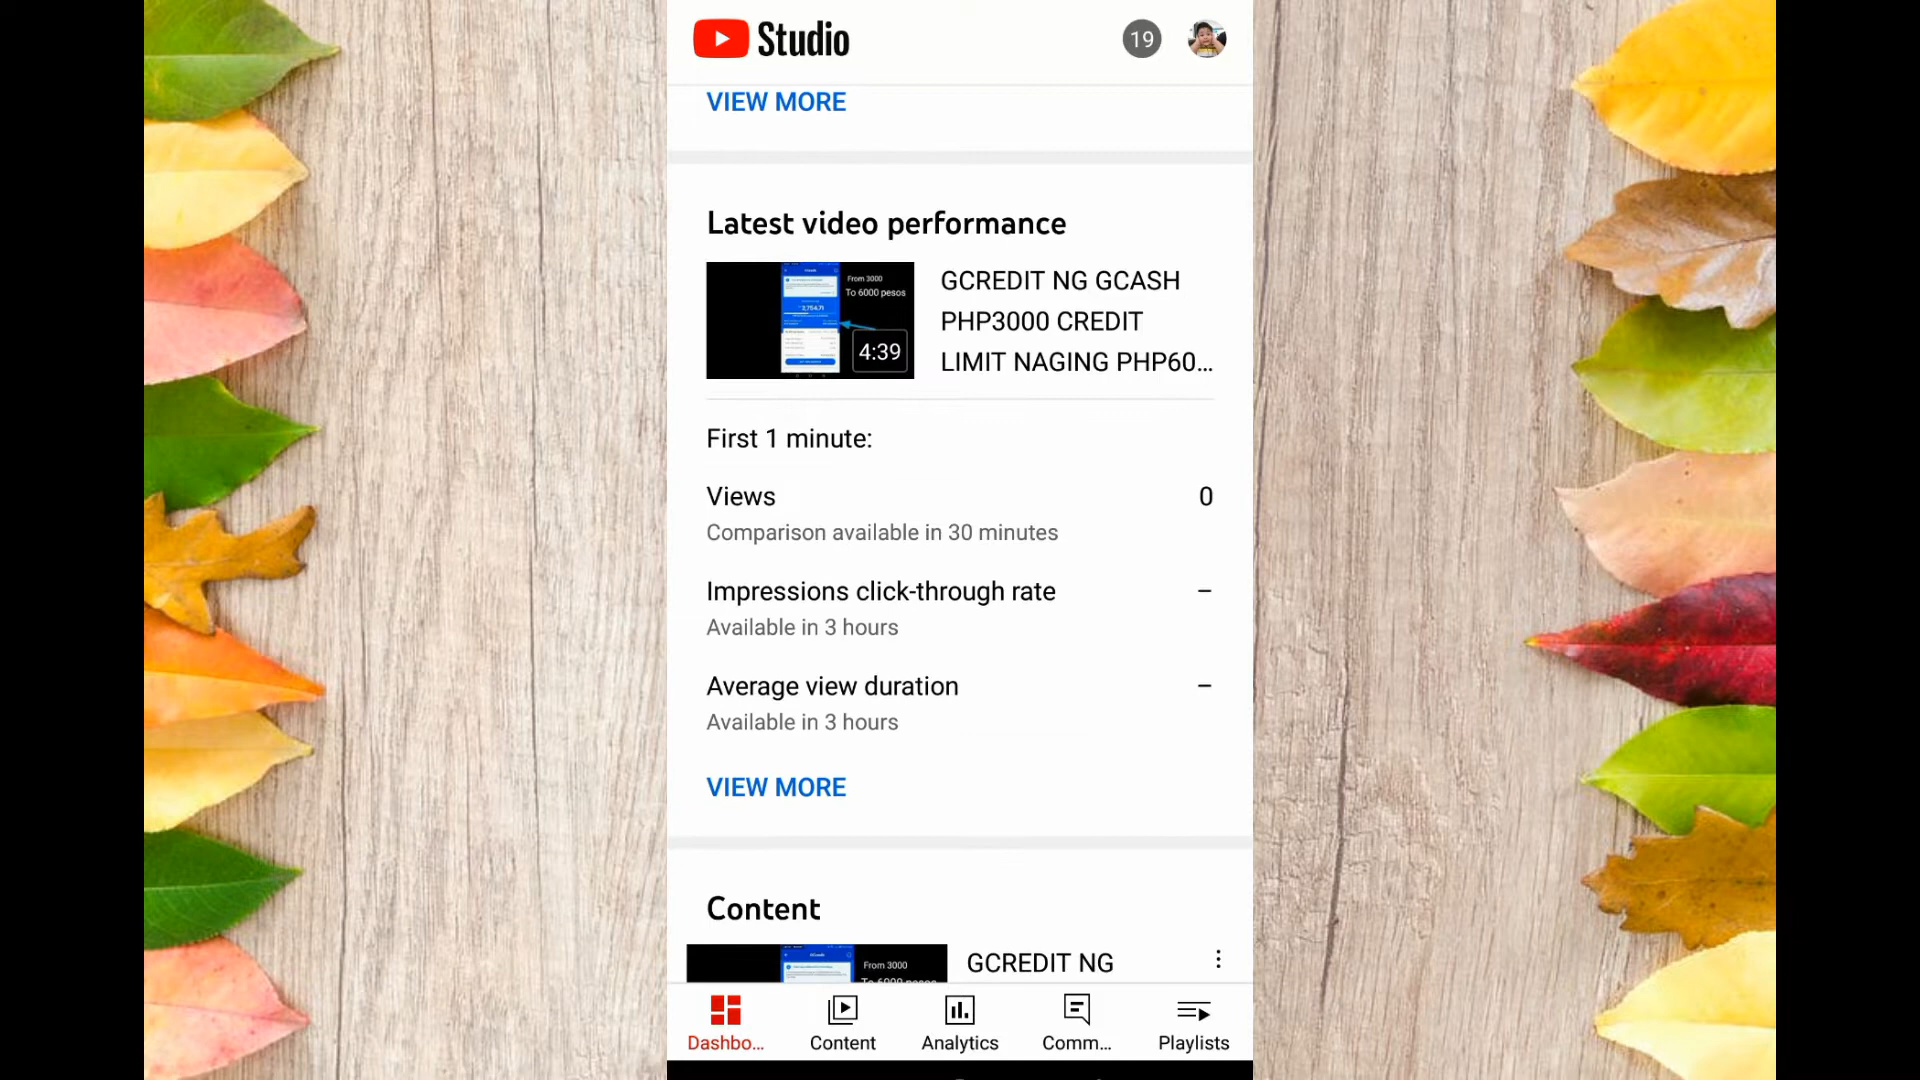 Studio
19
VIEW MORE
Latest video performance
From 3000
To 6000 pesos
4:39
GCREDIT NG GCASH
PHP3000 CREDIT
LIMIT NAGING PHP60...
First 1 minute:
Views
0
Comparison available in 30 minutes
Impressions click-through rate
–
Available in 3 hours
Average view duration
–
Available in 3 hours
VIEW MORE
Content
From 3000
To 6000 pesos
GCREDIT NG
Dashbo...
Content
Analytics
Comm...
Playlists